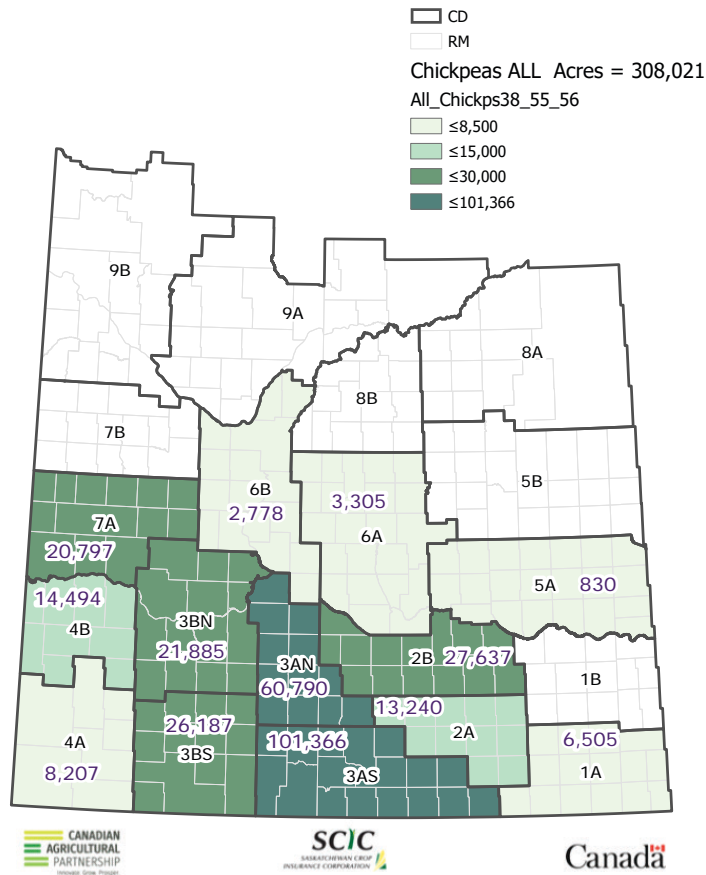 CD
RM
Chickpeas ALL Acres = 308,021
All_Chickps38_55_56
≤8,500
≤15,000
≤30,000
≤101,366
9B
9A
8A
8B
7B
5B
6B
2,778
3,305
6A
7A
20,797
5A 830
14,494
4B
3BN
21,885
3AN
60,790
2B 27,637
1B
13,240
2A
26,187
3BS
101,366
3AS
4A
8,207
6,505
1A
CANADIAN
AGRICULTURAL
PARTNERSHIP
Innovate. Grow. Prosper.
SCIC
SASKATCHEWAN CROP
INSURANCE CORPORATION
Canada